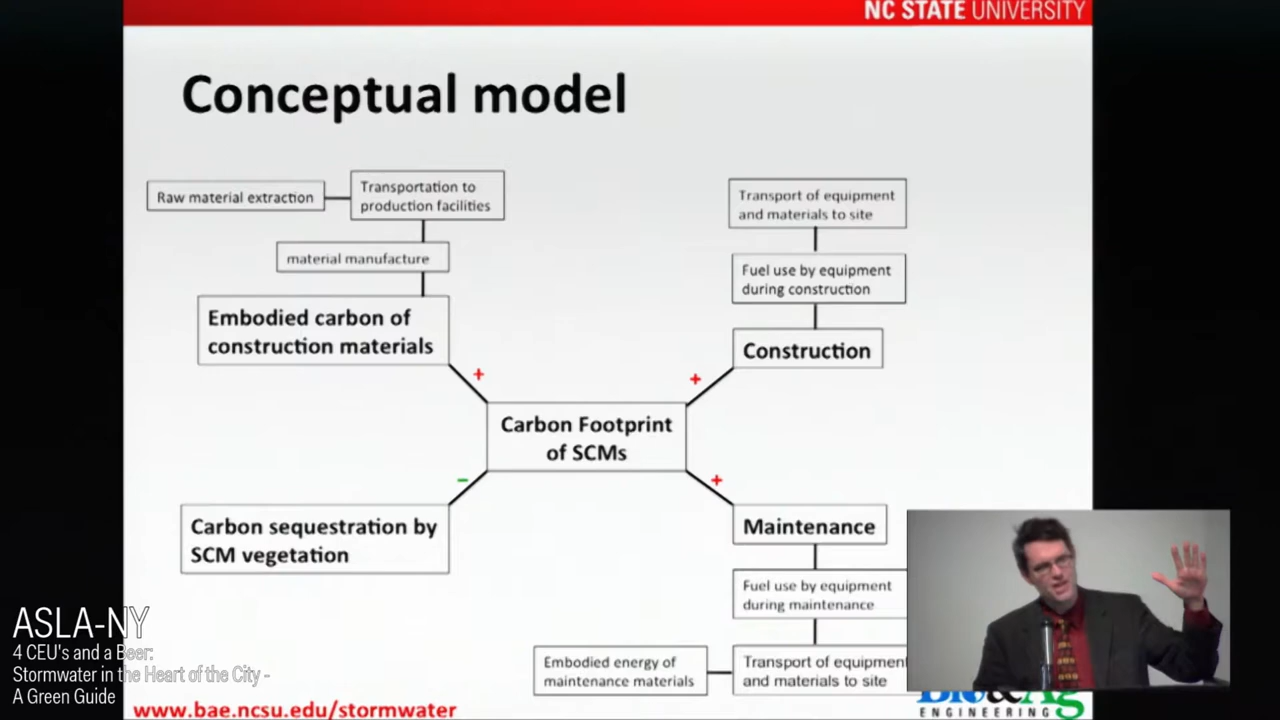 NC STATE UNIVERSITY
Conceptual model
Raw material extraction
Transportation to
production facilities
material manufacture
Embodied carbon of
construction materials
+
Transport of equipment
and materials to site
Fuel use by equipment
during construction
Construction
+
Carbon Footprint
of SCMs
−
Carbon sequestration by
SCM vegetation
+
Maintenance
Fuel use by equipment
during maintenance
Embodied energy of
maintenance materials
Transport of equipment
and materials to site
ASLA-NY
4 CEU's and a Beer:
Stormwater in the Heart of the City -
A Green Guide
www.bae.ncsu.edu/stormwater
Bio&Ag
ENGINEERING